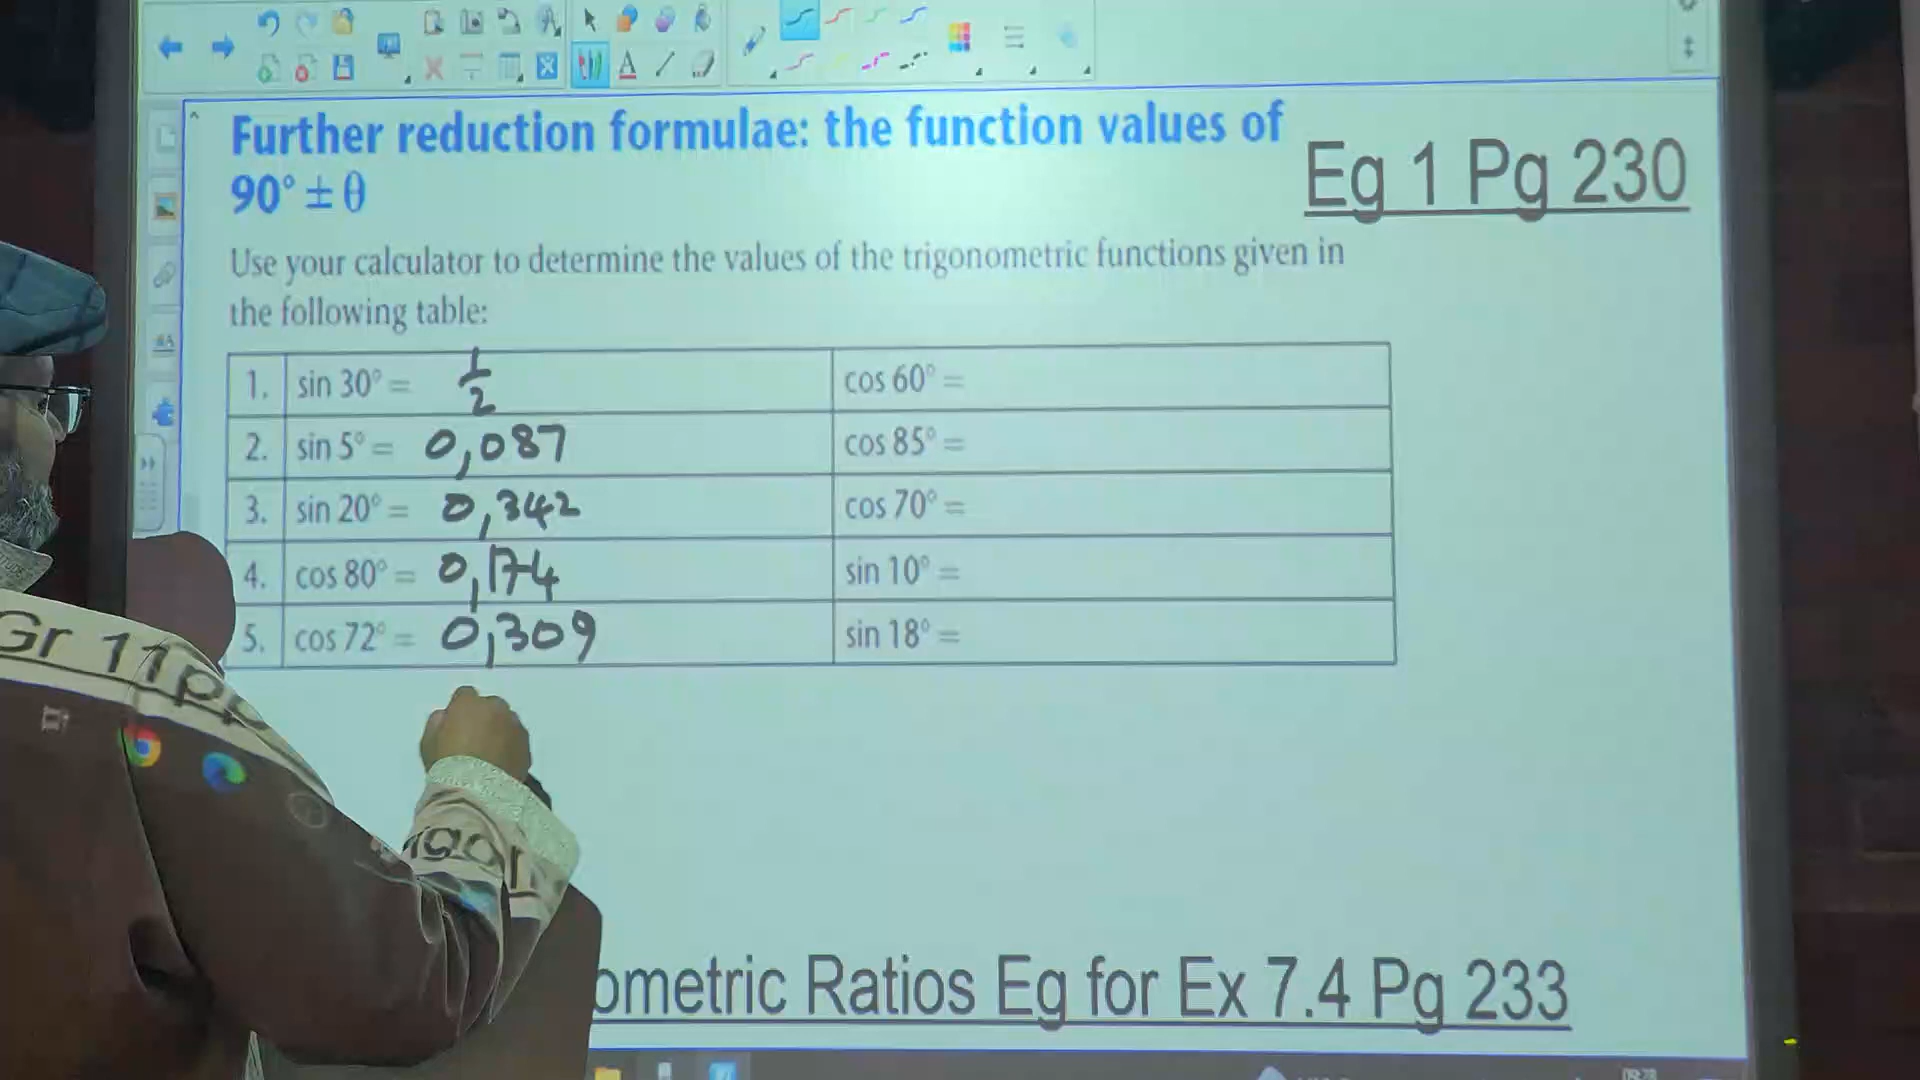 Further reduction formulae: the function values of
90° ± θ
Eg 1 Pg 230
Use your calculator to determine the values of the trigonometric functions given in
the following table:
1. sin 30° = 1/2 cos 60° =
2. sin 5° = 0,087 cos 85° =
3. sin 20° = 0,342 cos 70° =
4. cos 80° = 0,174 sin 10° =
5. cos 72° = 0,309 sin 18° =
Gr 11
ometric Ratios Eg for Ex 7.4 Pg 233